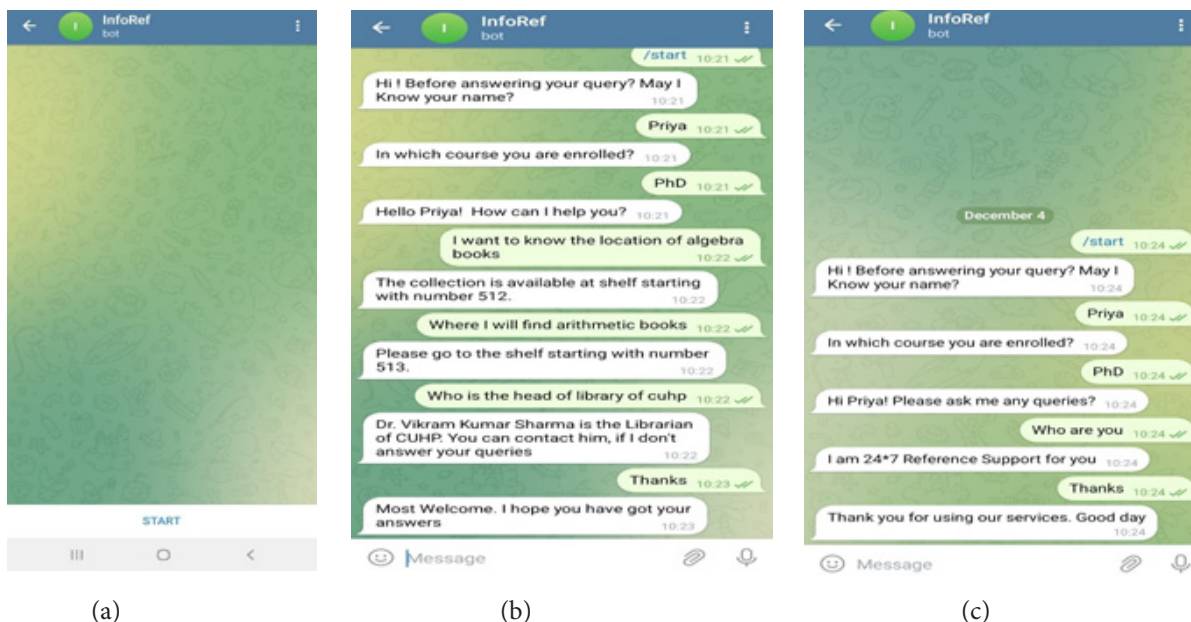 InfoRef
bot
START
(a)
InfoRef
bot
/start 10:21
Hi ! Before answering your query? May I
Know your name?
10:21
Priya 10:21
In which course you are enrolled? 10:21
PhD 10:21
Hello Priya! How can I help you? 10:21
I want to know the location of algebra
books
10:22
The collection is available at shelf starting
with number 512.
10:22
Where I will find arithmetic books 10:22
Please go to the shelf starting with number
513.
10:22
Who is the head of library of cuhp 10:22
Dr. Vikram Kumar Sharma is the Librarian
of CUHP. You can contact him, if I don't
answer your queries
10:22
Thanks 10:23
Most Welcome. I hope you have got your
answers
10:23
Message
(b)
InfoRef
bot
December 4
/start 10:24
Hi ! Before answering your query? May I
Know your name?
10:24
Priya 10:24
In which course you are enrolled? 10:24
PhD 10:24
Hi Priya! Please ask me any queries? 10:24
Who are you 10:24
I am 24*7 Reference Support for you 10:24
Thanks 10:24
Thank you for using our services. Good day
10:24
Message
(c)